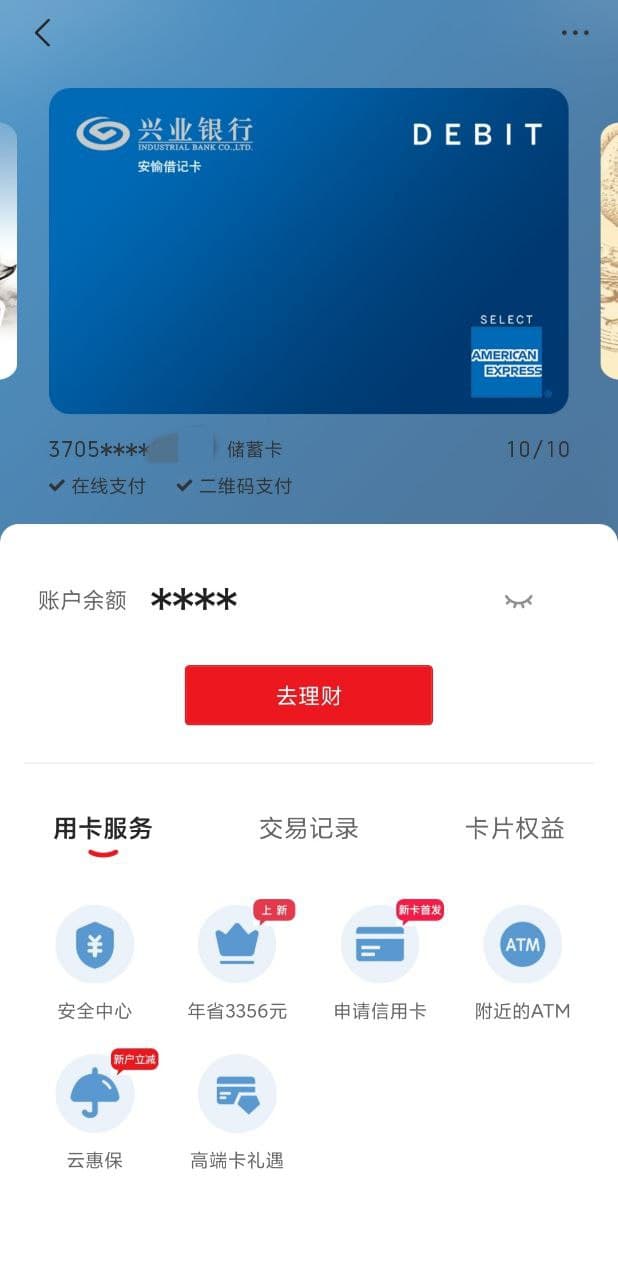 兴业银行
INDUSTRIAL BANK CO.,LTD.
安愉借记卡
DEBIT
SELECT
AMERICAN
EXPRESS
3705**** 储蓄卡
10/10
在线支付 二维码支付
账户余额 ****
去理财
用卡服务 交易记录 卡片权益
上新
新卡首发
ATM
安全中心 年省3356元 申请信用卡 附近的ATM
新户立减
云惠保 高端卡礼遇